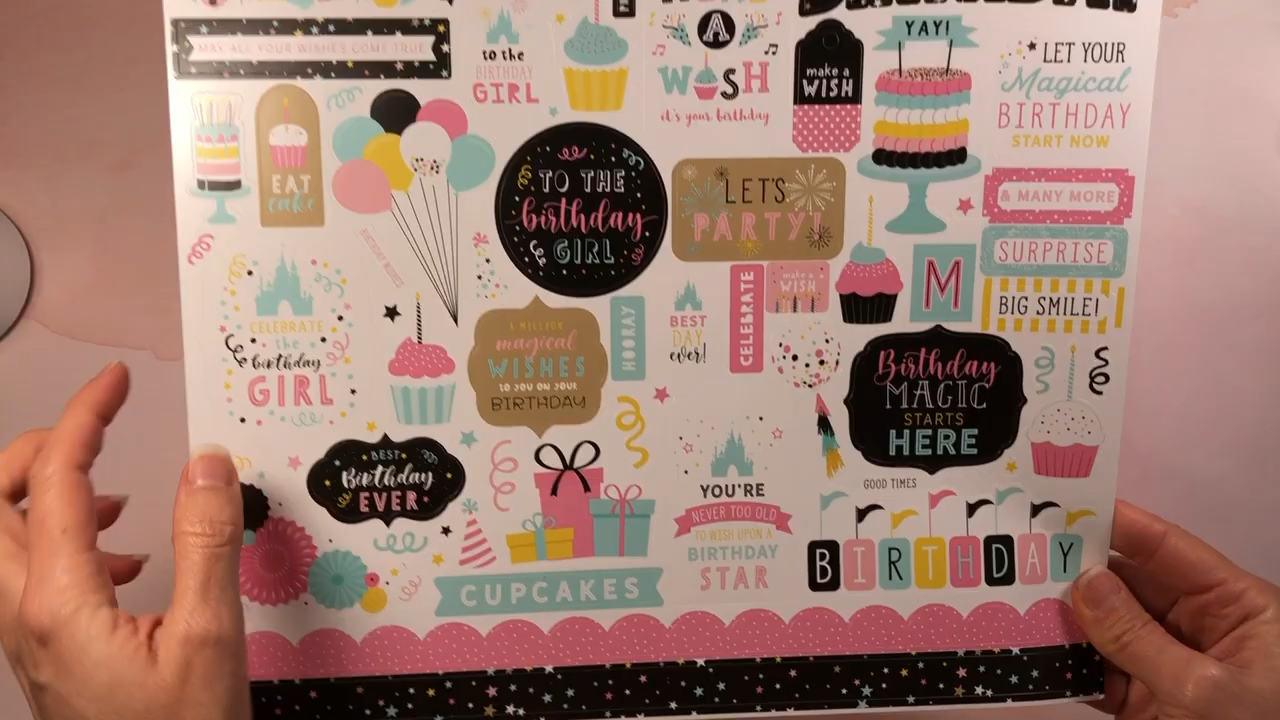 MAY ALL YOUR WISHES COME TRUE
to the
BIRTHDAY
GIRL
A
WISH
it's your birthday
make a
WISH
YAY!
LET YOUR
Magical
BIRTHDAY
START NOW
EAT
cake
TO THE
birthday
GIRL
LET'S
PARTY!
& MANY MORE
SURPRISE
BIG SMILE!
M
BIRTHDAY WISHES
CELEBRATE
the
birthday
GIRL
A MILLION
magical
WISHES
TO YOU ON YOUR
BIRTHDAY
HOORAY
BEST
DAY
ever!
CELEBRATE
make a
WISH
Birthday
MAGIC
STARTS
HERE
BEST
Birthday
EVER
YOU'RE
NEVER TOO OLD
TO WISH UPON A
BIRTHDAY
STAR
GOOD TIMES
BIRTHDAY
CUPCAKES